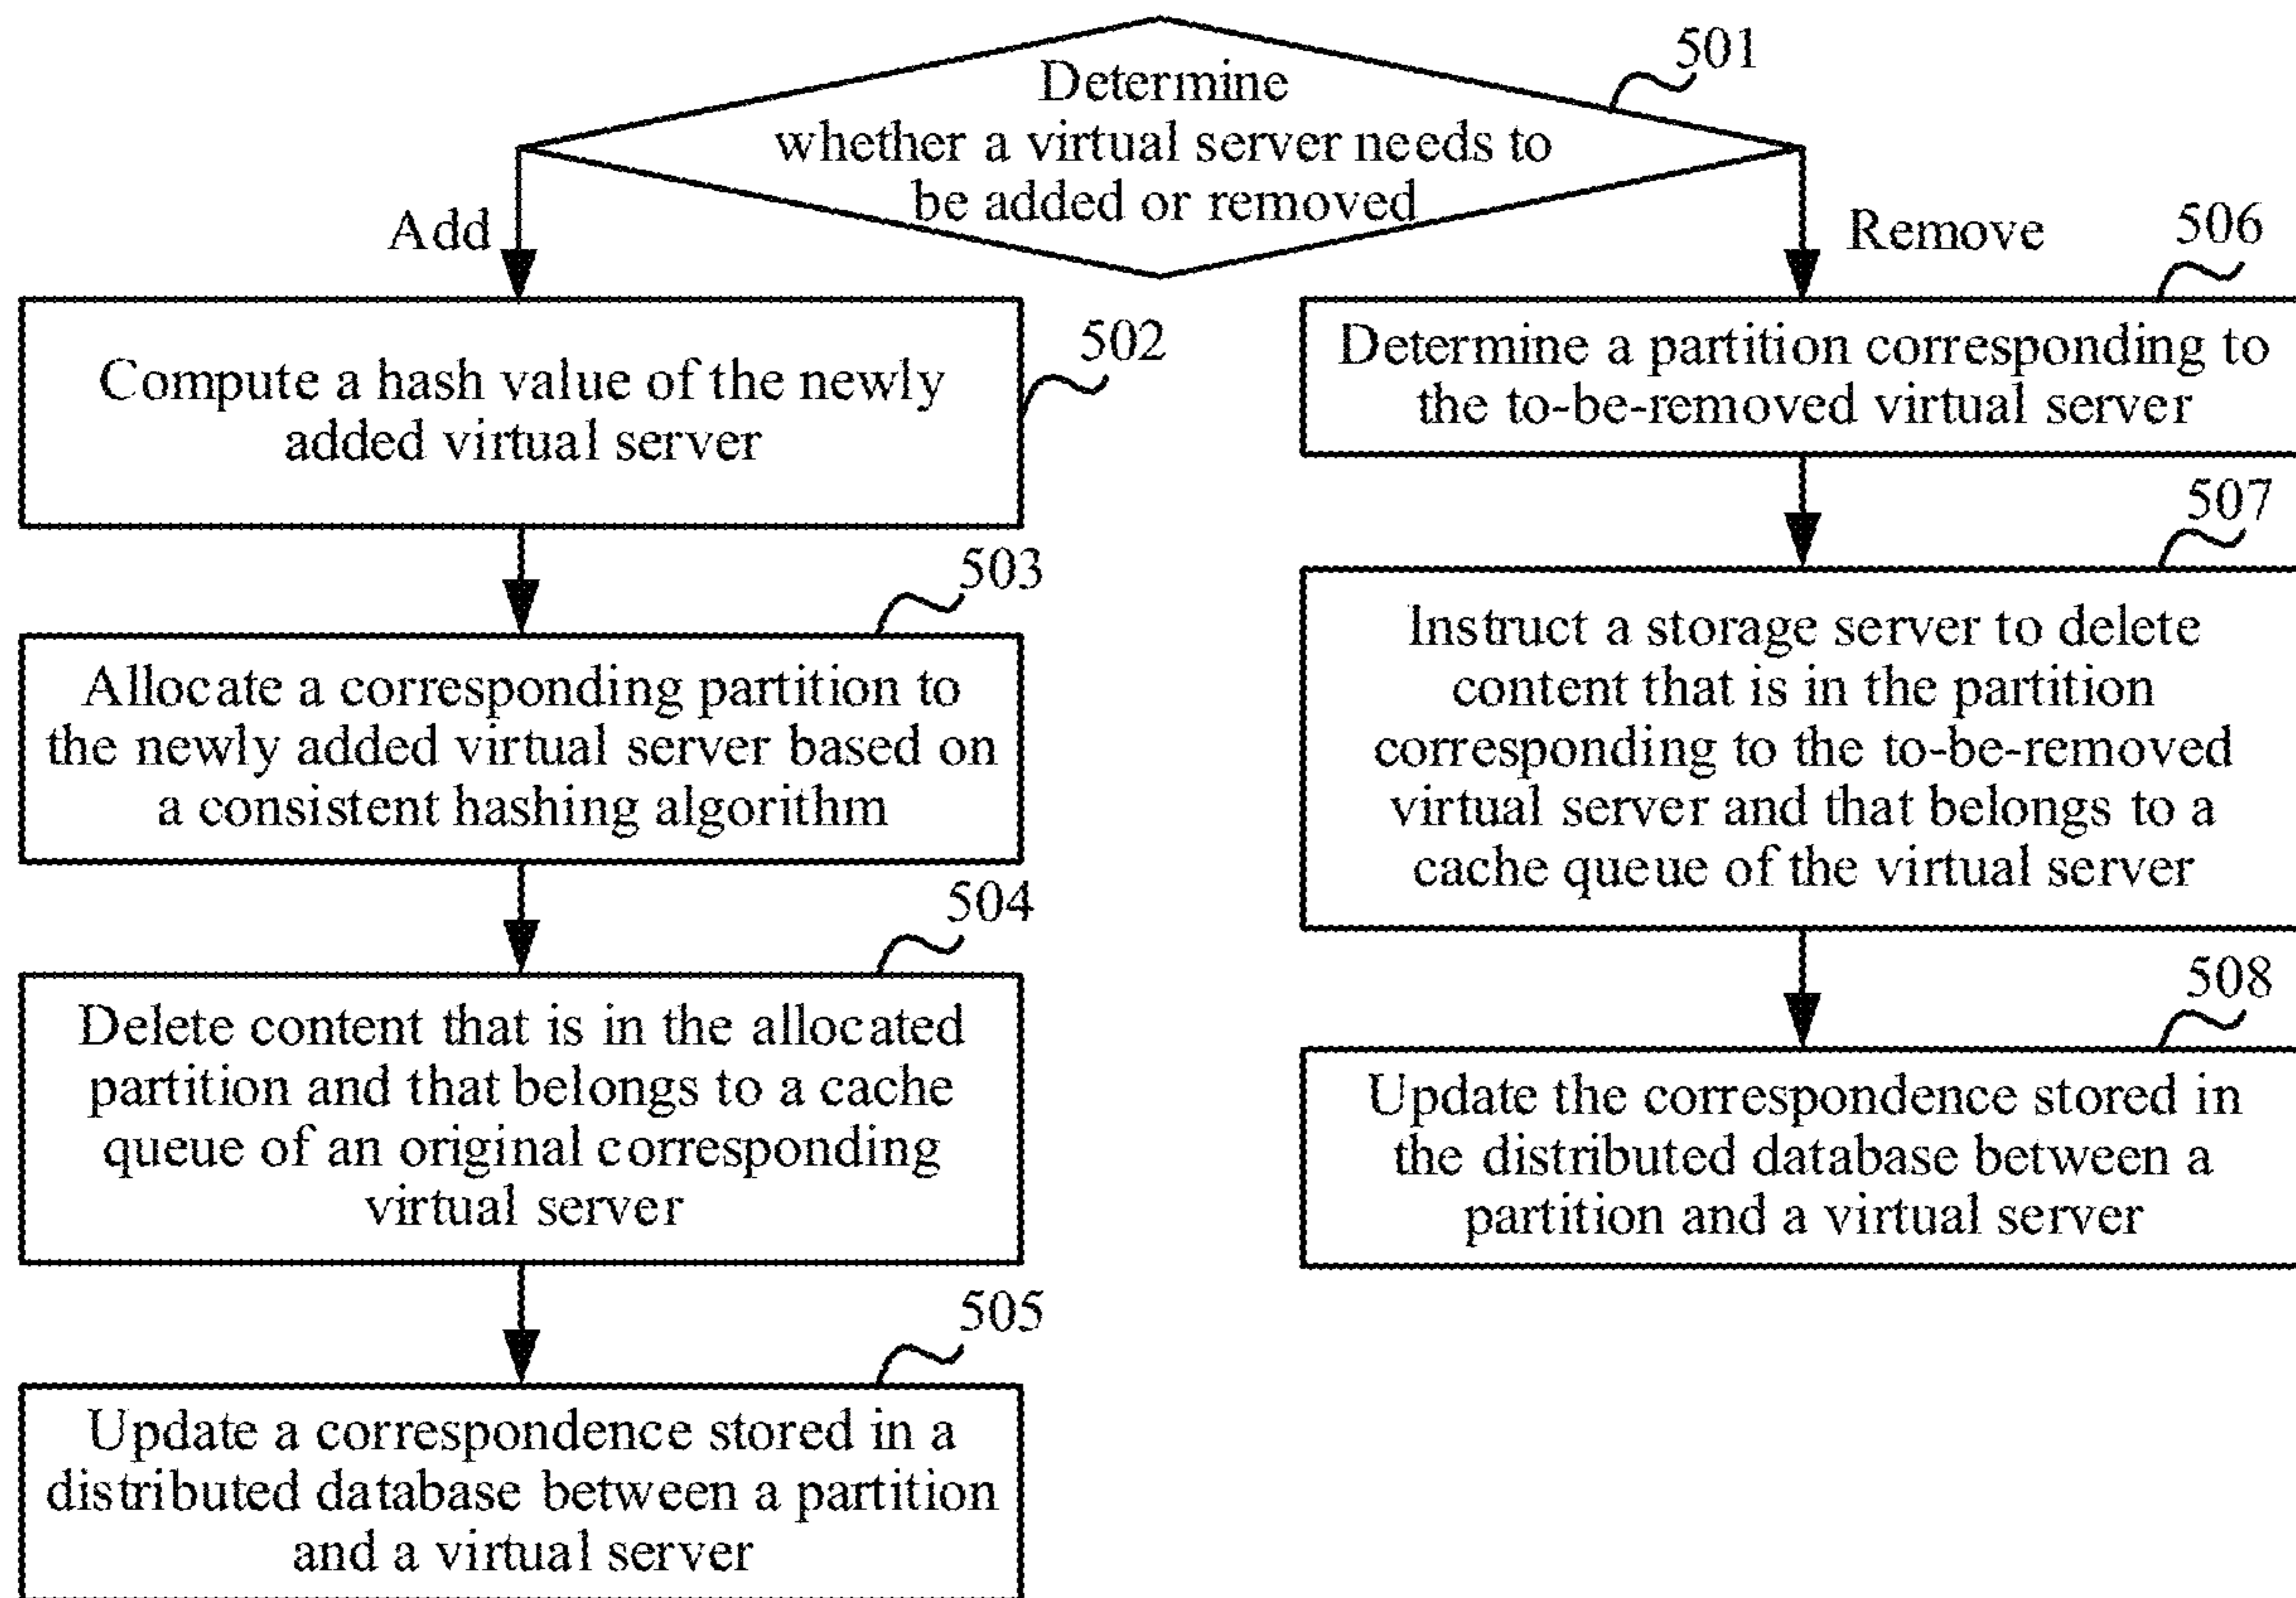 501
Determine
whether a virtual server needs to
be added or removed
Add
Remove
502
Compute a hash value of the newly
added virtual server
503
Allocate a corresponding partition to
the newly added virtual server based on
a consistent hashing algorithm
504
Delete content that is in the allocated
partition and that belongs to a cache
queue of an original corresponding
virtual server
505
Update a correspondence stored in a
distributed database between a partition
and a virtual server
506
Determine a partition corresponding to
the to-be-removed virtual server
507
Instruct a storage server to delete
content that is in the partition
corresponding to the to-be-removed
virtual server and that belongs to a
cache queue of the virtual server
508
Update the correspondence stored in
the distributed database between a
partition and a virtual server